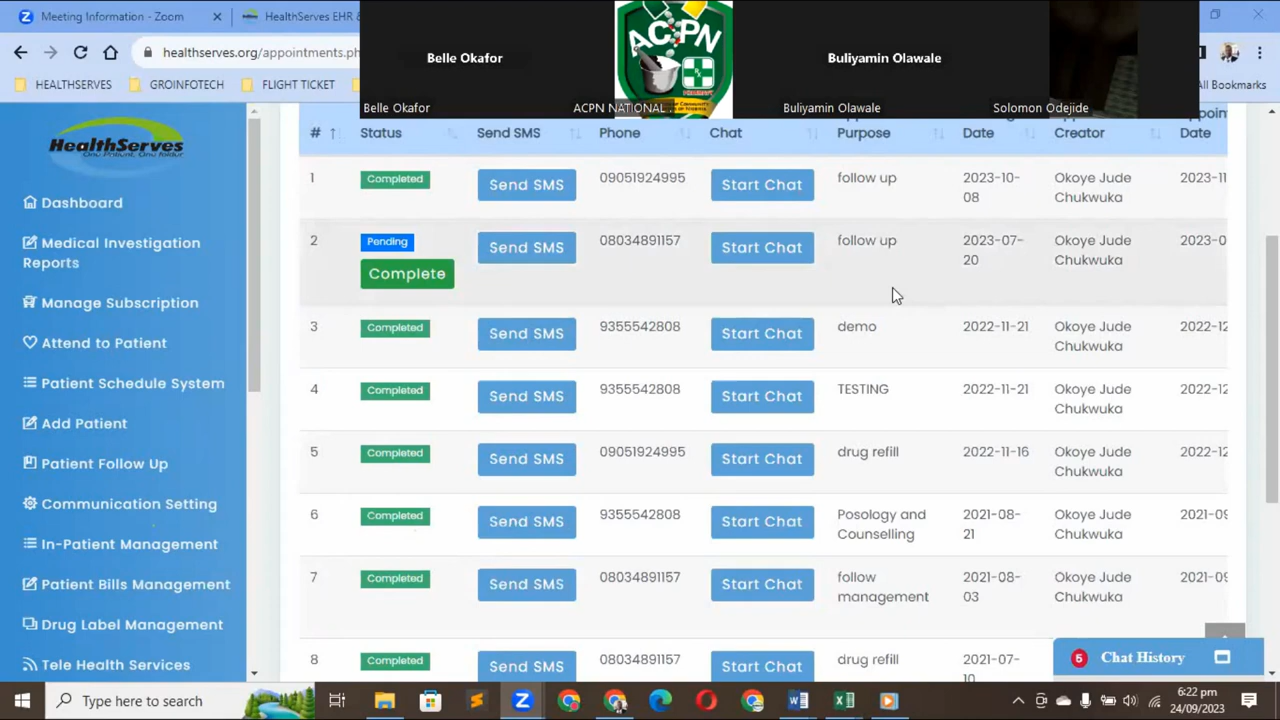 Meeting Information - Zoom
HealthServes EHR &
healthserves.org/appointments.ph
HEALTHSERVES
GROINFOTECH
FLIGHT TICKET
All Bookmarks
Belle Okafor
Buliyamin Olawale
ACPN
Belle Okafor
ACPN NATIONAL
Buliyamin Olawale
Solomon Odejide
HealthServes
One Patient, One folder
Dashboard
Medical Investigation
Reports
Manage Subscription
Attend to Patient
Patient Schedule System
Add Patient
Patient Follow Up
Communication Setting
In-Patient Management
Patient Bills Management
Drug Label Management
Tele Health Services
# Status Send SMS Phone Chat Purpose Date Creator Date
1 Completed Send SMS 09051924995 Start Chat follow up 2023-10- Okoye Jude 2023-11
08 Chukwuka
2 Pending Send SMS 08034891157 Start Chat follow up 2023-07- Okoye Jude 2023-0
Complete 20 Chukwuka
3 Completed Send SMS 9355542808 Start Chat demo 2022-11-21 Okoye Jude 2022-12
Chukwuka
4 Completed Send SMS 9355542808 Start Chat TESTING 2022-11-21 Okoye Jude 2022-12
Chukwuka
5 Completed Send SMS 09051924995 Start Chat drug refill 2022-11-16 Okoye Jude 2022-12
Chukwuka
6 Completed Send SMS 9355542808 Start Chat Posology and 2021-08- Okoye Jude 2021-09
Counselling 21 Chukwuka
7 Completed Send SMS 08034891157 Start Chat follow 2021-08- Okoye Jude 2021-09
management 03 Chukwuka
8 Completed Send SMS 08034891157 Start Chat drug refill 2021-07-
10
5 Chat History
Type here to search
6:22 pm
24/09/2023